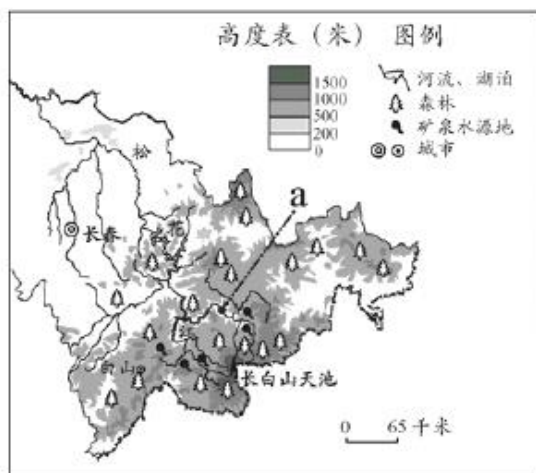 高度表（米） 图例
1500
1000
500
200
0
河流、湖泊
森林
矿泉水源地
城市
松
花
江
a
长春
白山
长白山天池
0 65千米